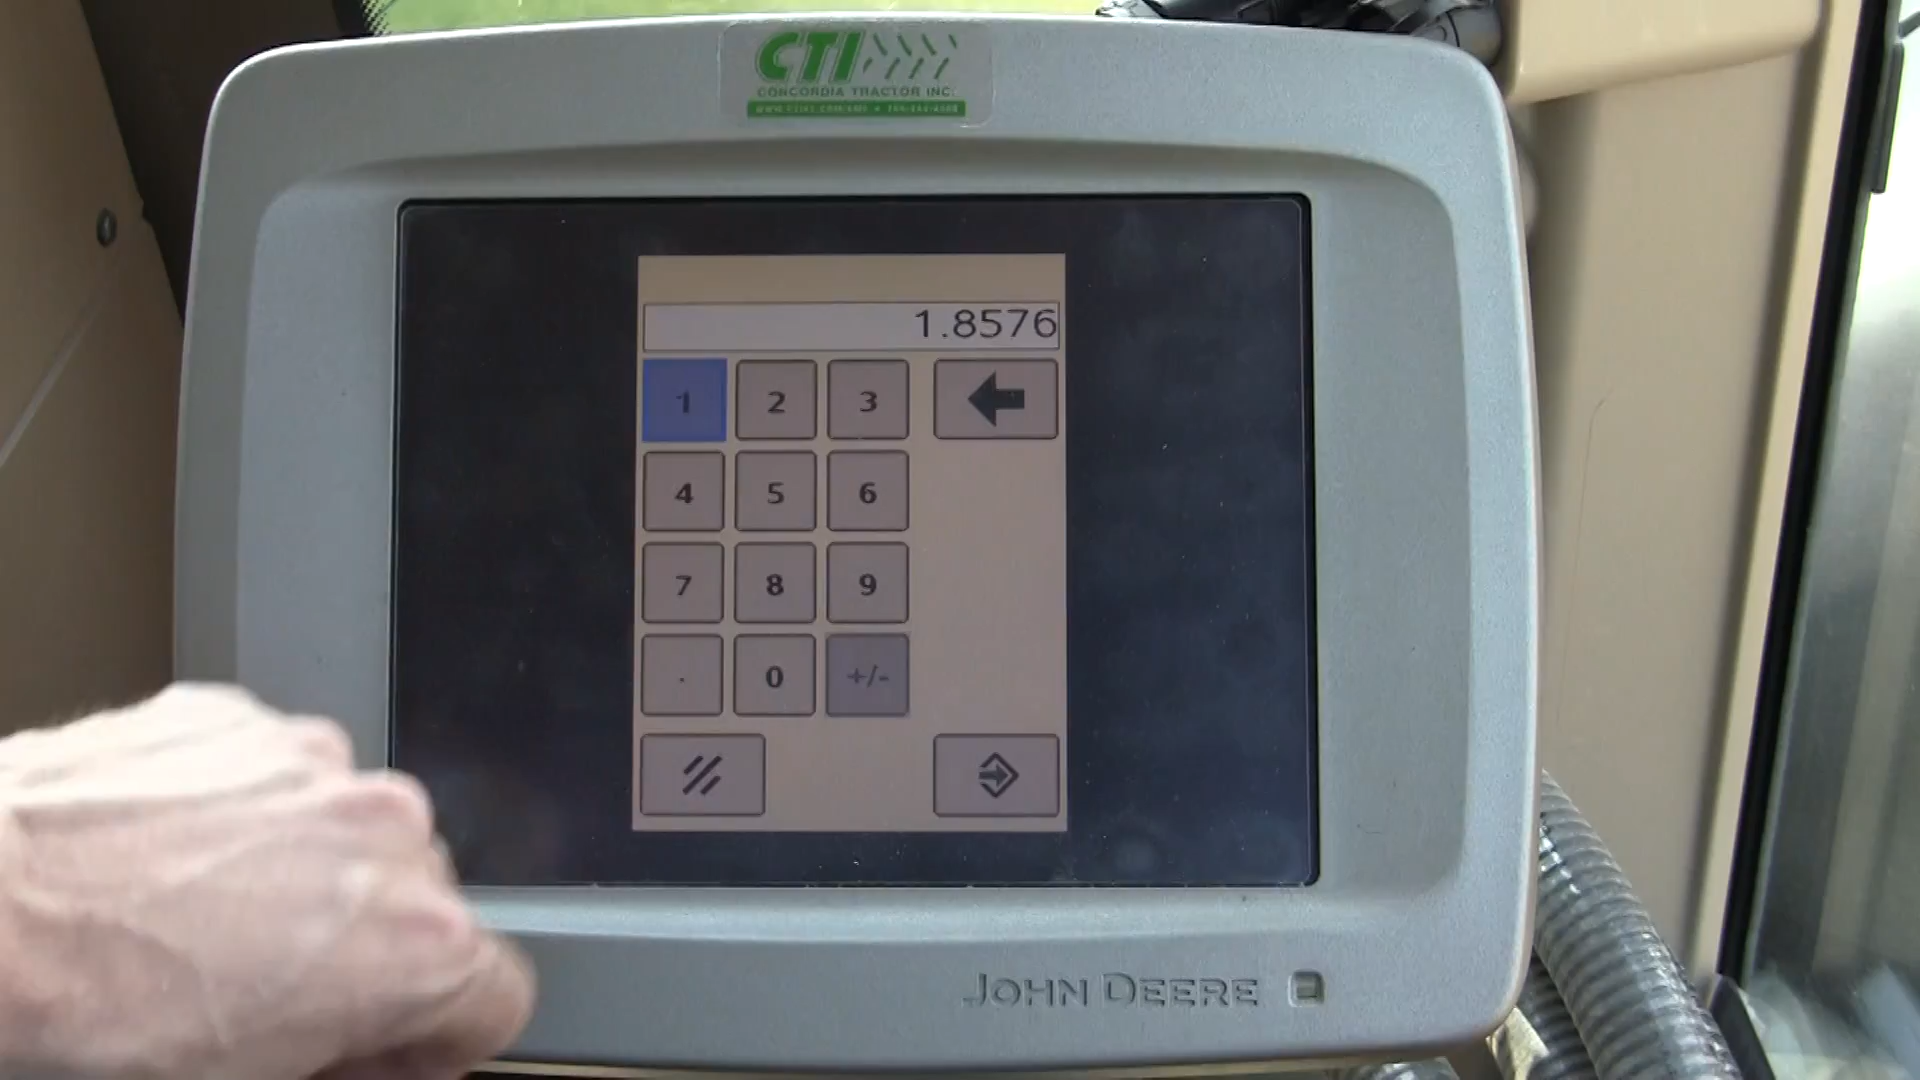 CTI
CONCORDIA TRACTOR INC.
1.8576
1 2 3
4 5 6
7 8 9
. 0 +/-
JOHN DEERE